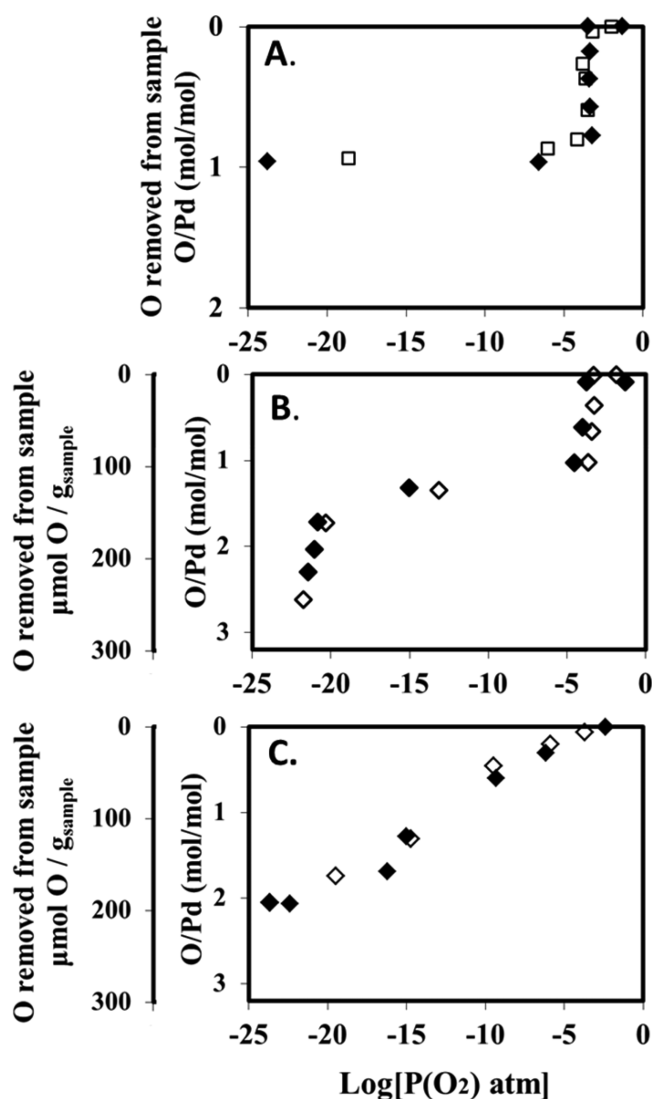 O removed from sample
O/Pd (mol/mol)
A.
0
1
2
-25 -20 -15 -10 -5 0
O removed from sample
μmol O / gsample
0
100
200
300
O/Pd (mol/mol)
B.
0
1
2
3
-25 -20 -15 -10 -5 0
O removed from sample
μmol O / gsample
0
100
200
300
O/Pd (mol/mol)
C.
0
1
2
3
-25 -20 -15 -10 -5 0
Log[P(O2) atm]